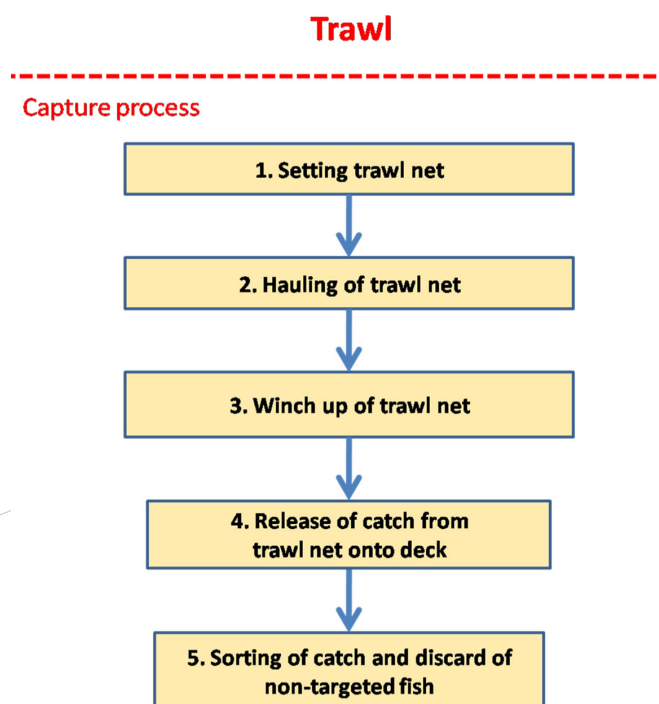 Trawl
Capture process
1. Setting trawl net
2. Hauling of trawl net
3. Winch up of trawl net
4. Release of catch from
trawl net onto deck
5. Sorting of catch and discard of
non-targeted fish